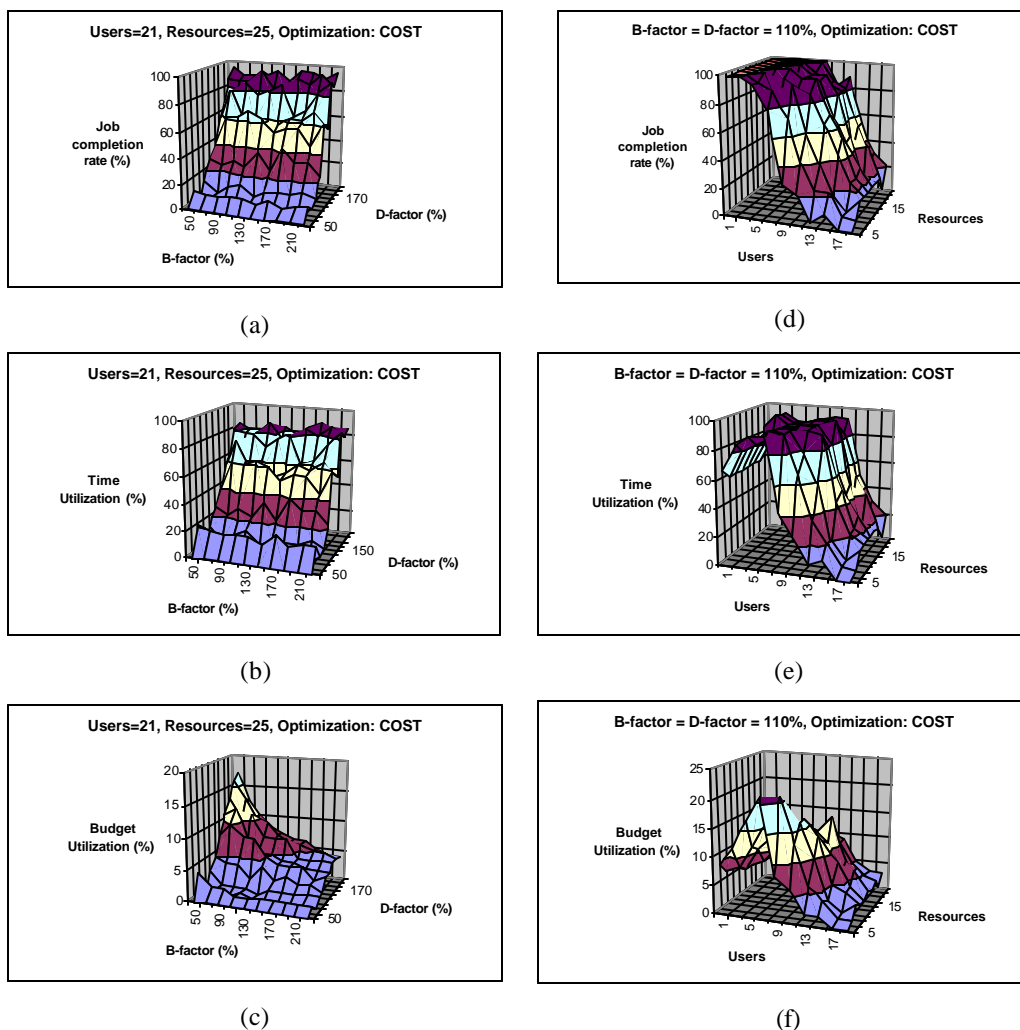 Users=21, Resources=25, Optimization: COST
100
80
60
40
20
0
Job
completion
rate (%)
50
90
130
170
210
B-factor (%)
170
50
D-factor (%)
(a)
B-factor = D-factor = 110%, Optimization: COST
100
80
60
40
20
0
Job
completion
rate (%)
1
5
9
13
17
Users
15
5
Resources
(d)
Users=21, Resources=25, Optimization: COST
100
80
60
40
20
0
Time
Utilization (%)
50
90
130
170
210
B-factor (%)
150
50
D-factor (%)
(b)
B-factor = D-factor = 110%, Optimization: COST
100
80
60
40
20
0
Time
Utilization (%)
1
5
9
13
17
Users
15
5
Resources
(e)
Users=21, Resources=25, Optimization: COST
20
15
10
5
0
Budget
Utilization (%)
50
90
130
170
210
B-factor (%)
170
50
D-factor (%)
(c)
B-factor = D-factor = 110%, Optimization: COST
25
20
15
10
5
0
Budget
Utilization (%)
1
5
9
13
17
Users
15
5
Resources
(f)